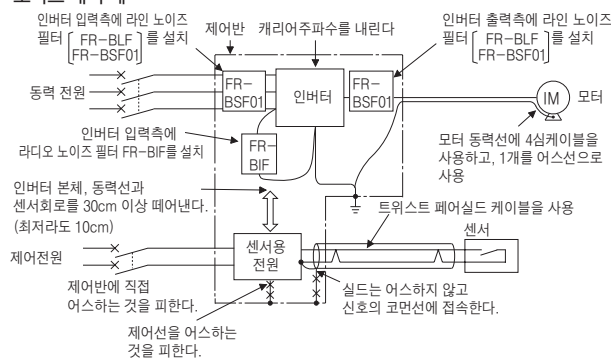 인버터 입력측에 라인 노이즈
필터 [ FR-BLF
FR-BSF01 ] 를 설치
제어반
캐리어주파수를 내린다
인버터 출력측에 라인 노이즈
필터 [ FR-BLF
FR-BSF01 ] 를 설치
동력 전원
FR-
BSF01
인버터
FR-
BSF01
IM
모터
인버터 입력측에
라디오 노이즈 필터 FR-BIF를 설치
FR-
BIF
모터 동력선에 4심케이블을
사용하고, 1개를 어스선으로
사용
인버터 본체, 동력선과
센서회로를 30cm 이상 떼어낸다.
(최저라도 10cm)
트위스트 페어실드 케이블을 사용
센서
제어전원
센서용
전원
제어반에 직접
어스하는 것을 피한다.
실드는 어스하지 않고
신호의 코먼선에 접속한다.
제어선을 어스하는
것을 피한다.